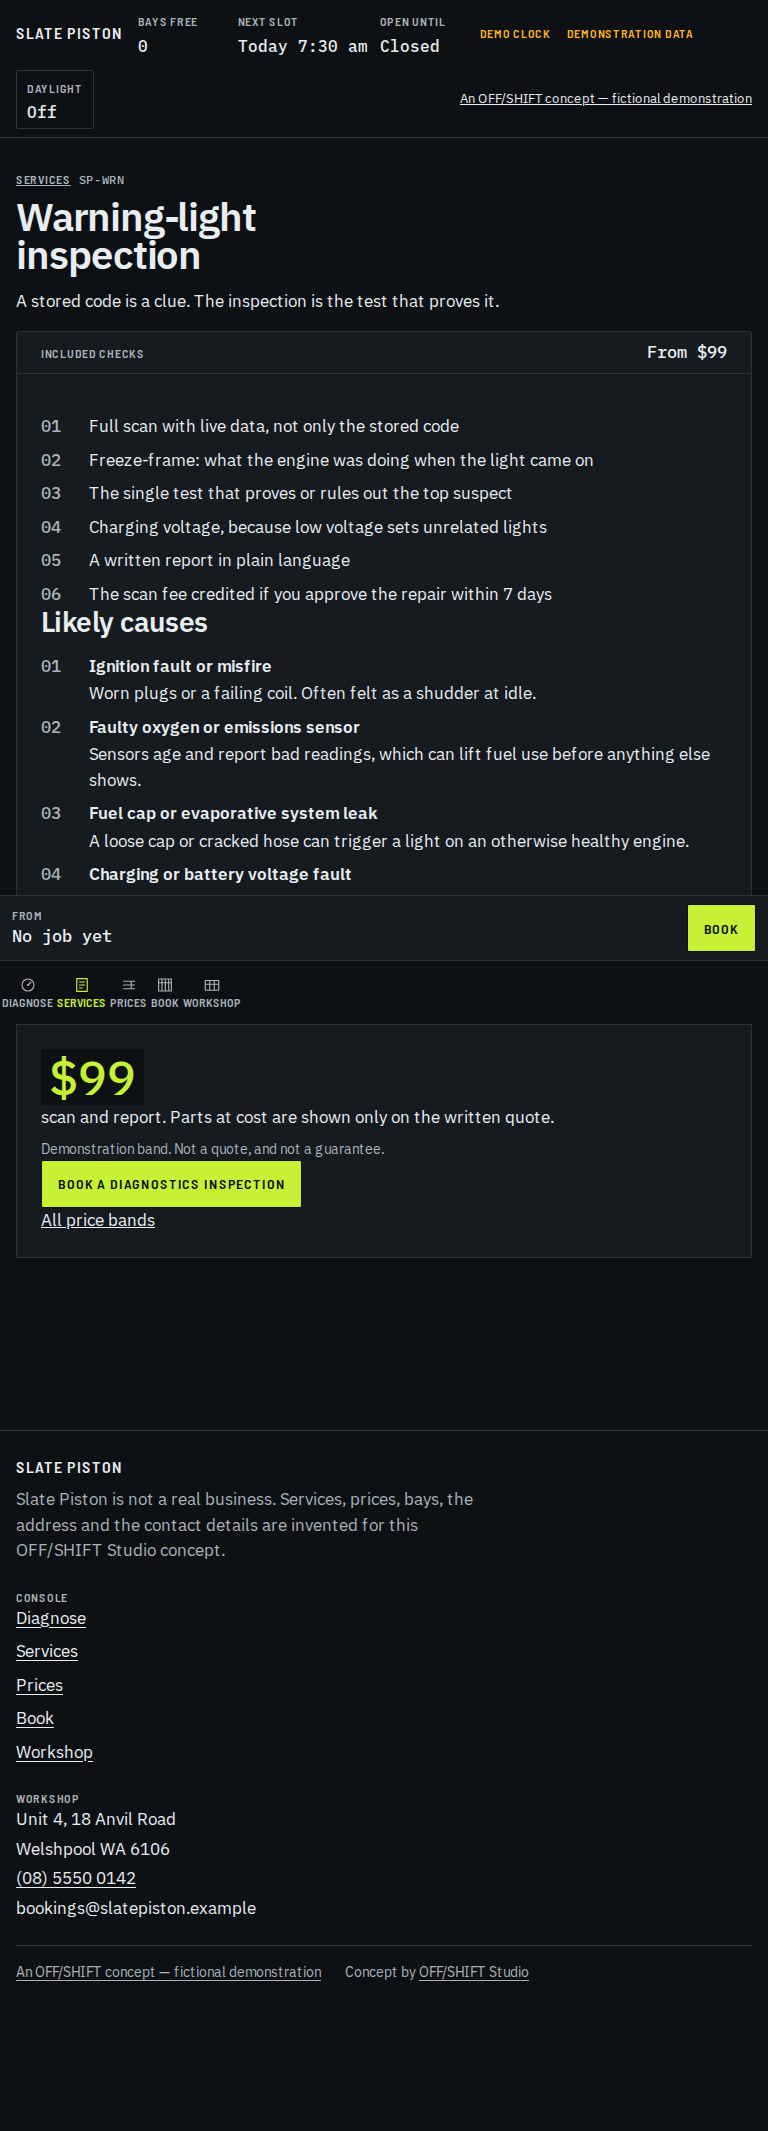 SLATE PISTON
BAYS FREE
0
NEXT SLOT
Today 7:30 am
OPEN UNTIL
Closed
DEMO CLOCK
DEMONSTRATION DATA
DAYLIGHT
Off
An OFF/SHIFT concept — fictional demonstration
SERVICES SP-WRN
Warning-light
inspection
A stored code is a clue. The inspection is the test that proves it.
INCLUDED CHECKS
From $99
01 Full scan with live data, not only the stored code
02 Freeze-frame: what the engine was doing when the light came on
03 The single test that proves or rules out the top suspect
04 Charging voltage, because low voltage sets unrelated lights
05 A written report in plain language
06 The scan fee credited if you approve the repair within 7 days
Likely causes
01 Ignition fault or misfire
Worn plugs or a failing coil. Often felt as a shudder at idle.
02 Faulty oxygen or emissions sensor
Sensors age and report bad readings, which can lift fuel use before anything else
shows.
03 Fuel cap or evaporative system leak
A loose cap or cracked hose can trigger a light on an otherwise healthy engine.
04 Charging or battery voltage fault
FROM
No job yet
BOOK
DIAGNOSE SERVICES PRICES BOOK WORKSHOP
$99
scan and report. Parts at cost are shown only on the written quote.
Demonstration band. Not a quote, and not a guarantee.
BOOK A DIAGNOSTICS INSPECTION
All price bands
SLATE PISTON
Slate Piston is not a real business. Services, prices, bays, the
address and the contact details are invented for this
OFF/SHIFT Studio concept.
CONSOLE
Diagnose
Services
Prices
Book
Workshop
WORKSHOP
Unit 4, 18 Anvil Road
Welshpool WA 6106
(08) 5550 0142
bookings@slatepiston.example
An OFF/SHIFT concept — fictional demonstration
Concept by OFF/SHIFT Studio